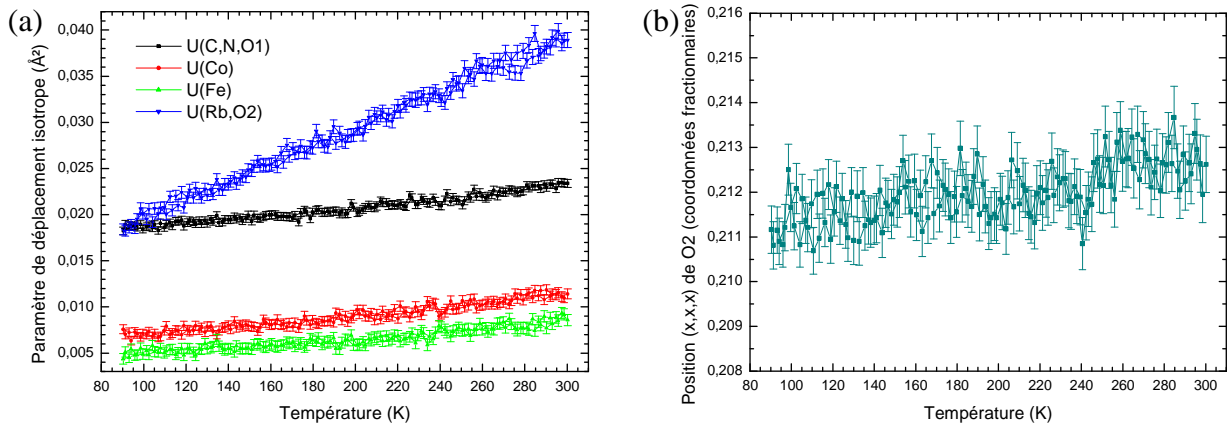 (a)
Paramètre de déplacement isotrope (Å²)
0,040
0,035
0,030
0,025
0,020
0,015
0,010
0,005
U(C,N,O1)
U(Co)
U(Fe)
U(Rb,O2)
80 100 120 140 160 180 200 220 240 260 280 300
Température (K)
(b)
Position (x,x,x) de O2 (coordonnées fractionnaires)
0,216
0,215
0,214
0,213
0,212
0,211
0,210
0,209
0,208
80 100 120 140 160 180 200 220 240 260 280 300
Température (K)